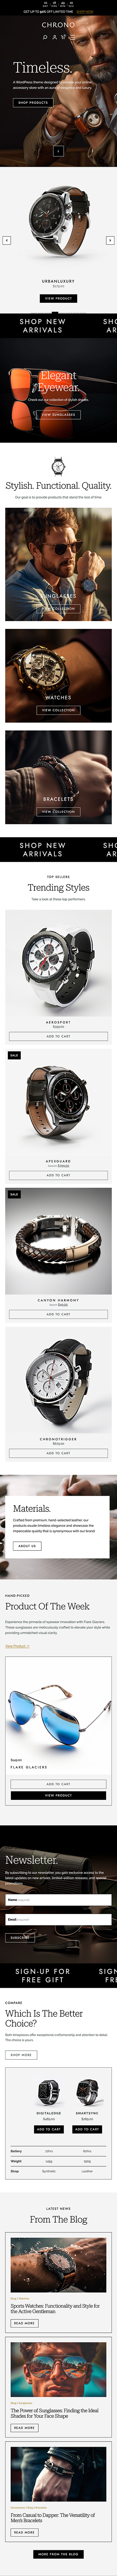 GET UP TO 50% OFF LIMITED TIME SHOP NOW
CHRONO
Timeless.
A WordPress theme designed to enhance your brand's
accessory store with an aura of elegance and luxury.
SHOP PRODUCTS
URBANLUXURY
VIEW PRODUCT
SHOP NEW
ARRIVALS
Elegant
Eyewear.
Check out our collection of stylish shades.
VIEW SUNGLASSES
Stylish. Functional. Quality.
Our goal is to provide products that stand the test of time.
SUNGLASSES
VIEW COLLECTION
WATCHES
VIEW COLLECTION
BRACELETS
VIEW COLLECTION
SHOP NEW
ARRIVALS
TOP SELLERS
Trending Styles
Take a look at these top performers.
AEROSPORT
ADD TO CART
SALE
APEXGUARD
ADD TO CART
SALE
CANYON HARMONY
ADD TO CART
CHRONOTRIGGER
ADD TO CART
Materials.
Crafted from premium, hand-selected leather, our
products exude timeless elegance and showcase the
impeccable quality that is synonymous with our brand.
ABOUT US
HAND PICKED
Product Of The Week
Experience the pinnacle of eyewear innovation with Flare Glaciers.
These sunglasses are meticulously crafted to elevate your style while
providing unmatched visual clarity.
View Product
FLARE GLACIERS
ADD TO CART
VIEW PRODUCT
Newsletter.
By subscribing to our newsletter, you gain exclusive access to the
latest updates on new arrivals, limited-edition releases, and special
Name
Email
SUBSCRIBE
SIGN-UP FOR
FREE GIFT
COMPARE
Which Is The Better
Choice?
Both timepieces offer exceptional craftsmanship and attention to detail.
The choice is yours.
SHOP MORE
DIGITALEDGE SMARTSYNC
ADD TO CART ADD TO CART
Battery
Weight
Strap Synthetic Leather
LATEST NEWS
From The Blog
Sports Watches: Functionality and Style for
the Active Gentleman
READ MORE
The Power of Sunglasses: Finding the Ideal
Shades for Your Face Shape
READ MORE
From Casual to Dapper: The Versatility of
Men's Bracelets
READ MORE
MORE FROM THE BLOG